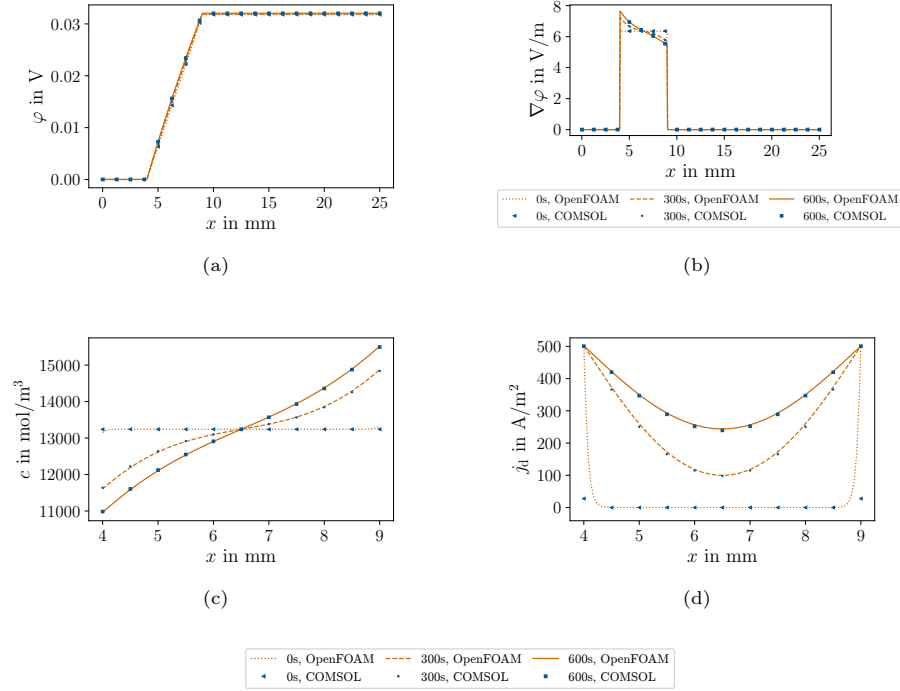 0.03
0.02
0.01
0.00
φ in V
0 5 10 15 20 25
x in mm
(a)
8
6
4
2
0
∇φ in V/m
0 5 10 15 20 25
x in mm
0s, OpenFOAM 300s, OpenFOAM 600s, OpenFOAM
0s, COMSOL 300s, COMSOL 600s, COMSOL
(b)
15000
14000
13000
12000
11000
c in mol/m³
4 5 6 7 8 9
x in mm
(c)
500
400
300
200
100
0
j_d in A/m²
4 5 6 7 8 9
x in mm
(d)
0s, OpenFOAM 300s, OpenFOAM 600s, OpenFOAM
0s, COMSOL 300s, COMSOL 600s, COMSOL